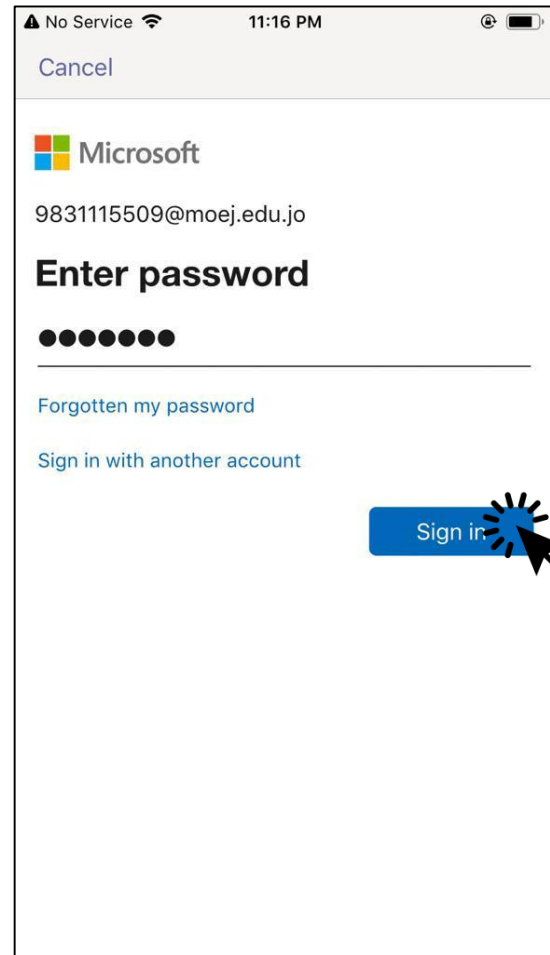 No Service 11:16 PM
Cancel
Microsoft
9831115509@moej.edu.jo
Enter password
●●●●●●●
Forgotten my password
Sign in with another account
Sign in